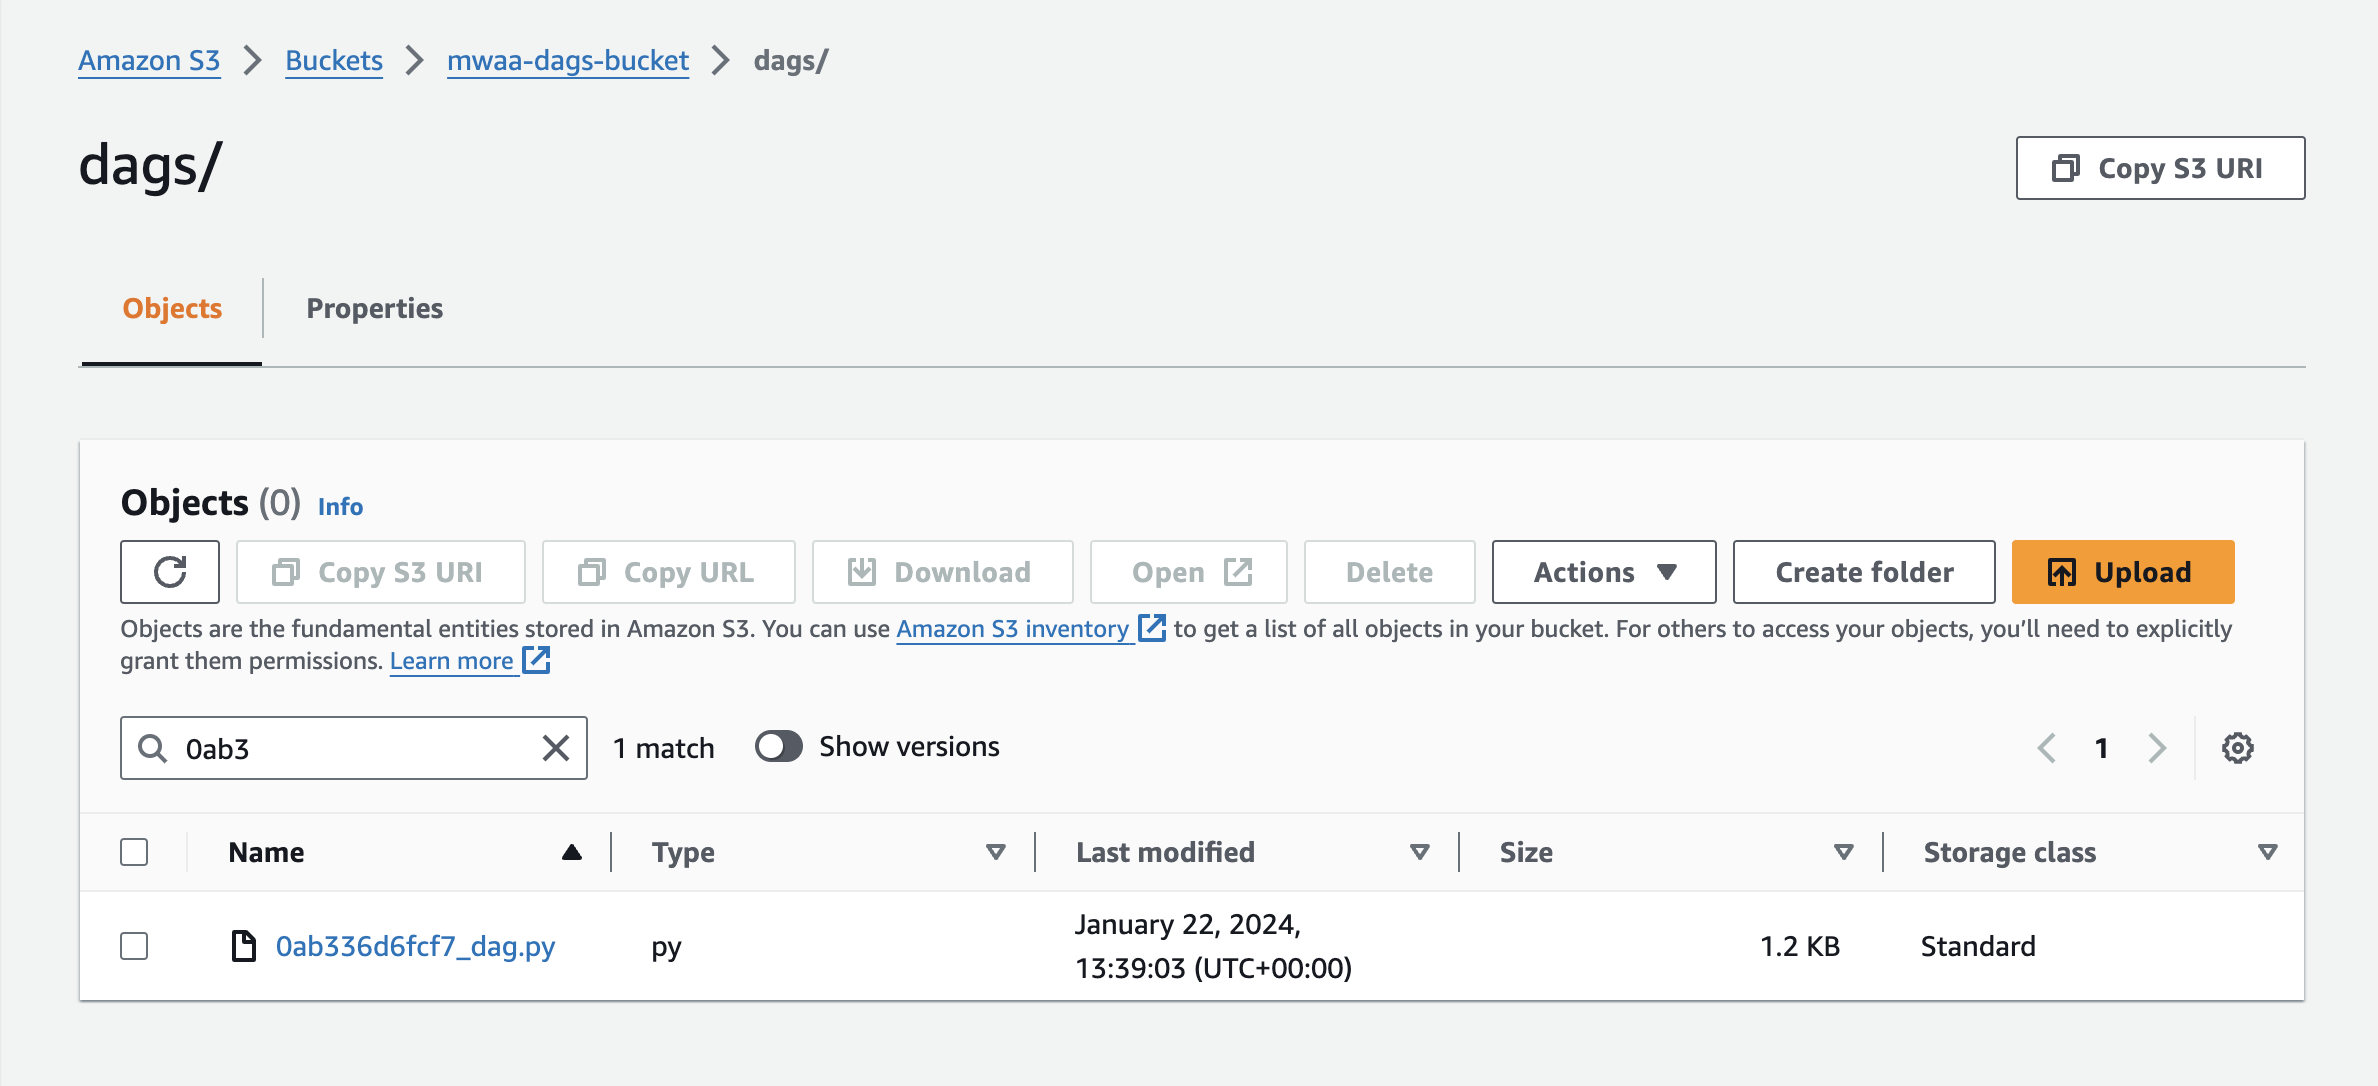 Amazon S3 > Buckets > mwaa-dags-bucket > dags/
dags/
Copy S3 URI
Objects
Properties
Objects (0) Info
Copy S3 URI
Copy URL
Download
Open
Delete
Actions
Create folder
Upload
Objects are the fundamental entities stored in Amazon S3. You can use Amazon S3 inventory to get a list of all objects in your bucket. For others to access your objects, you’ll need to explicitly
grant them permissions. Learn more
0ab3
1 match
Show versions
1
Name
Type
Last modified
Size
Storage class
0ab336d6fcf7_dag.py
py
January 22, 2024,
13:39:03 (UTC+00:00)
1.2 KB
Standard